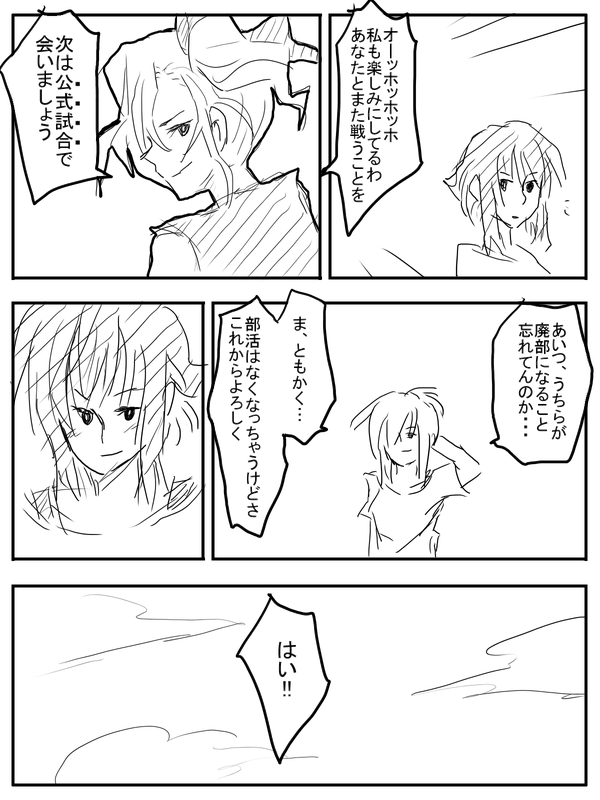 オーッホッホッホ
私も楽しみにしてるわ
あなたとまた戦うことを
次は公式試合で
会いましょう
あいつ、うちらが
廃部になること
忘れてんのか・・・
ま、ともかく…
部活はなくなっちゃうけどさ
これからよろしく
はい!!